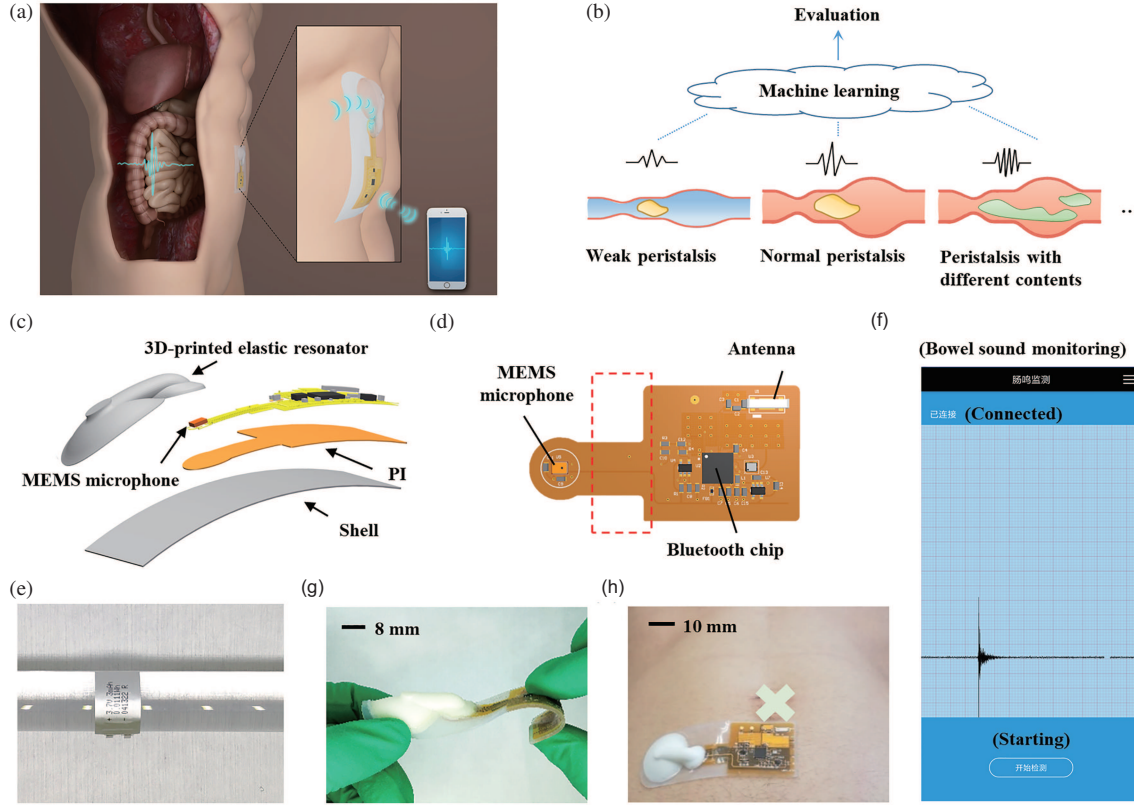 (a)
(b)
Evaluation
Machine learning
Weak peristalsis
Normal peristalsis
Peristalsis with
different contents
...
(c)
3D-printed elastic resonator
MEMS microphone
PI
Shell
(d)
MEMS
microphone
Antenna
Bluetooth chip
(f)
(Bowel sound monitoring)
肠鸣监测
已连接
(Connected)
(Starting)
开始检测
(e)
(g)
8 mm
(h)
10 mm